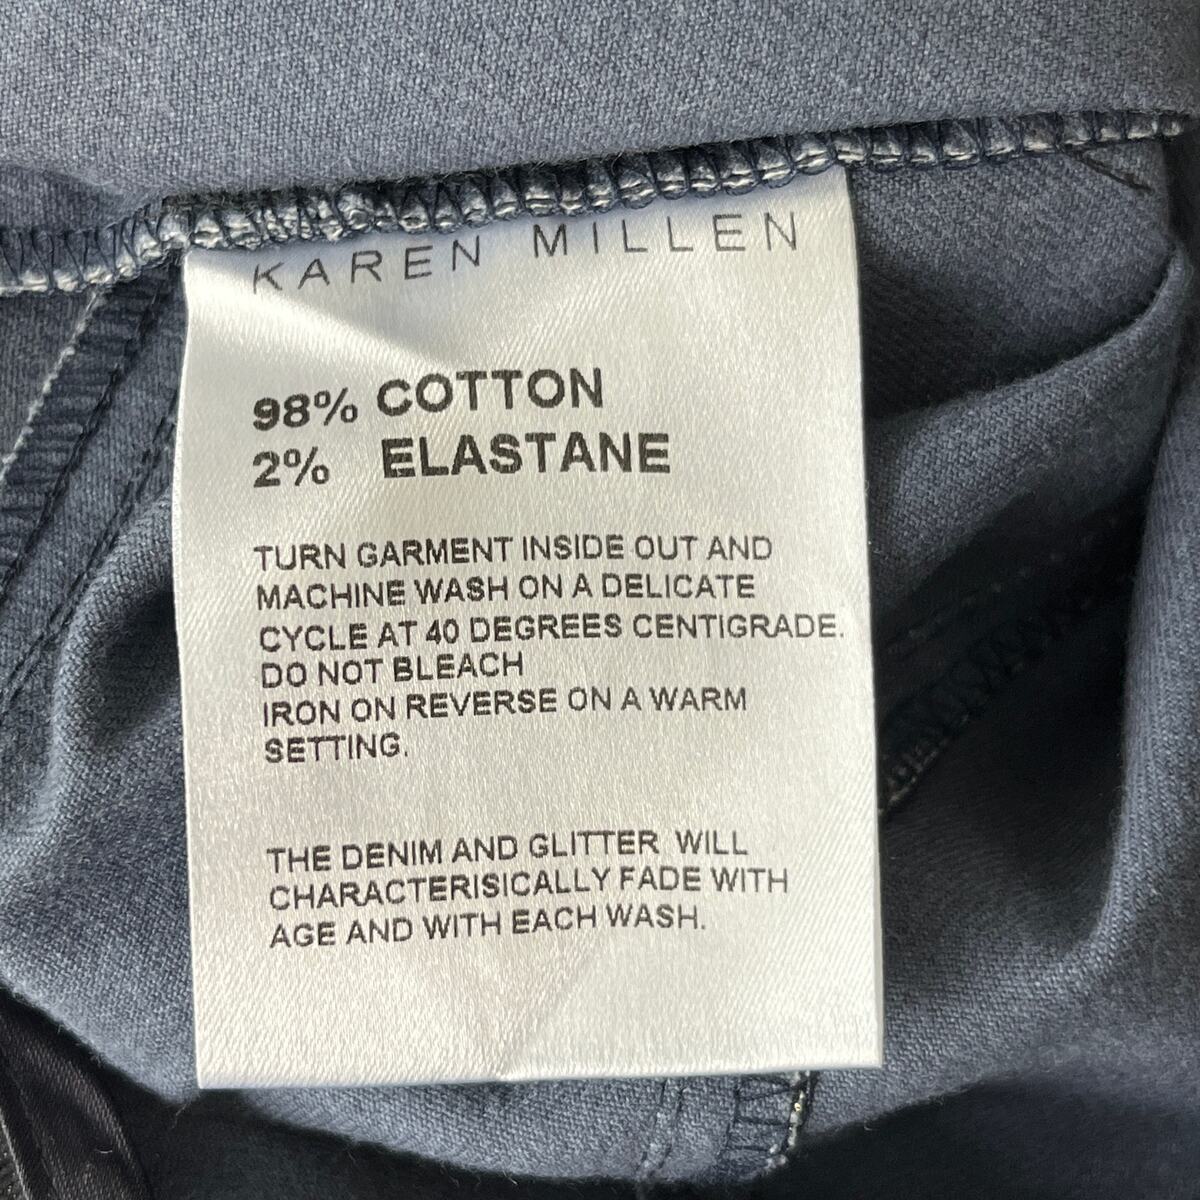 KAREN MILLEN
98% COTTON
2% ELASTANE
TURN GARMENT INSIDE OUT AND
MACHINE WASH ON A DELICATE
CYCLE AT 40 DEGREES CENTIGRADE.
DO NOT BLEACH
IRON ON REVERSE ON A WARM
SETTING.
THE DENIM AND GLITTER WILL
CHARACTERISICALLY FADE WITH
AGE AND WITH EACH WASH.